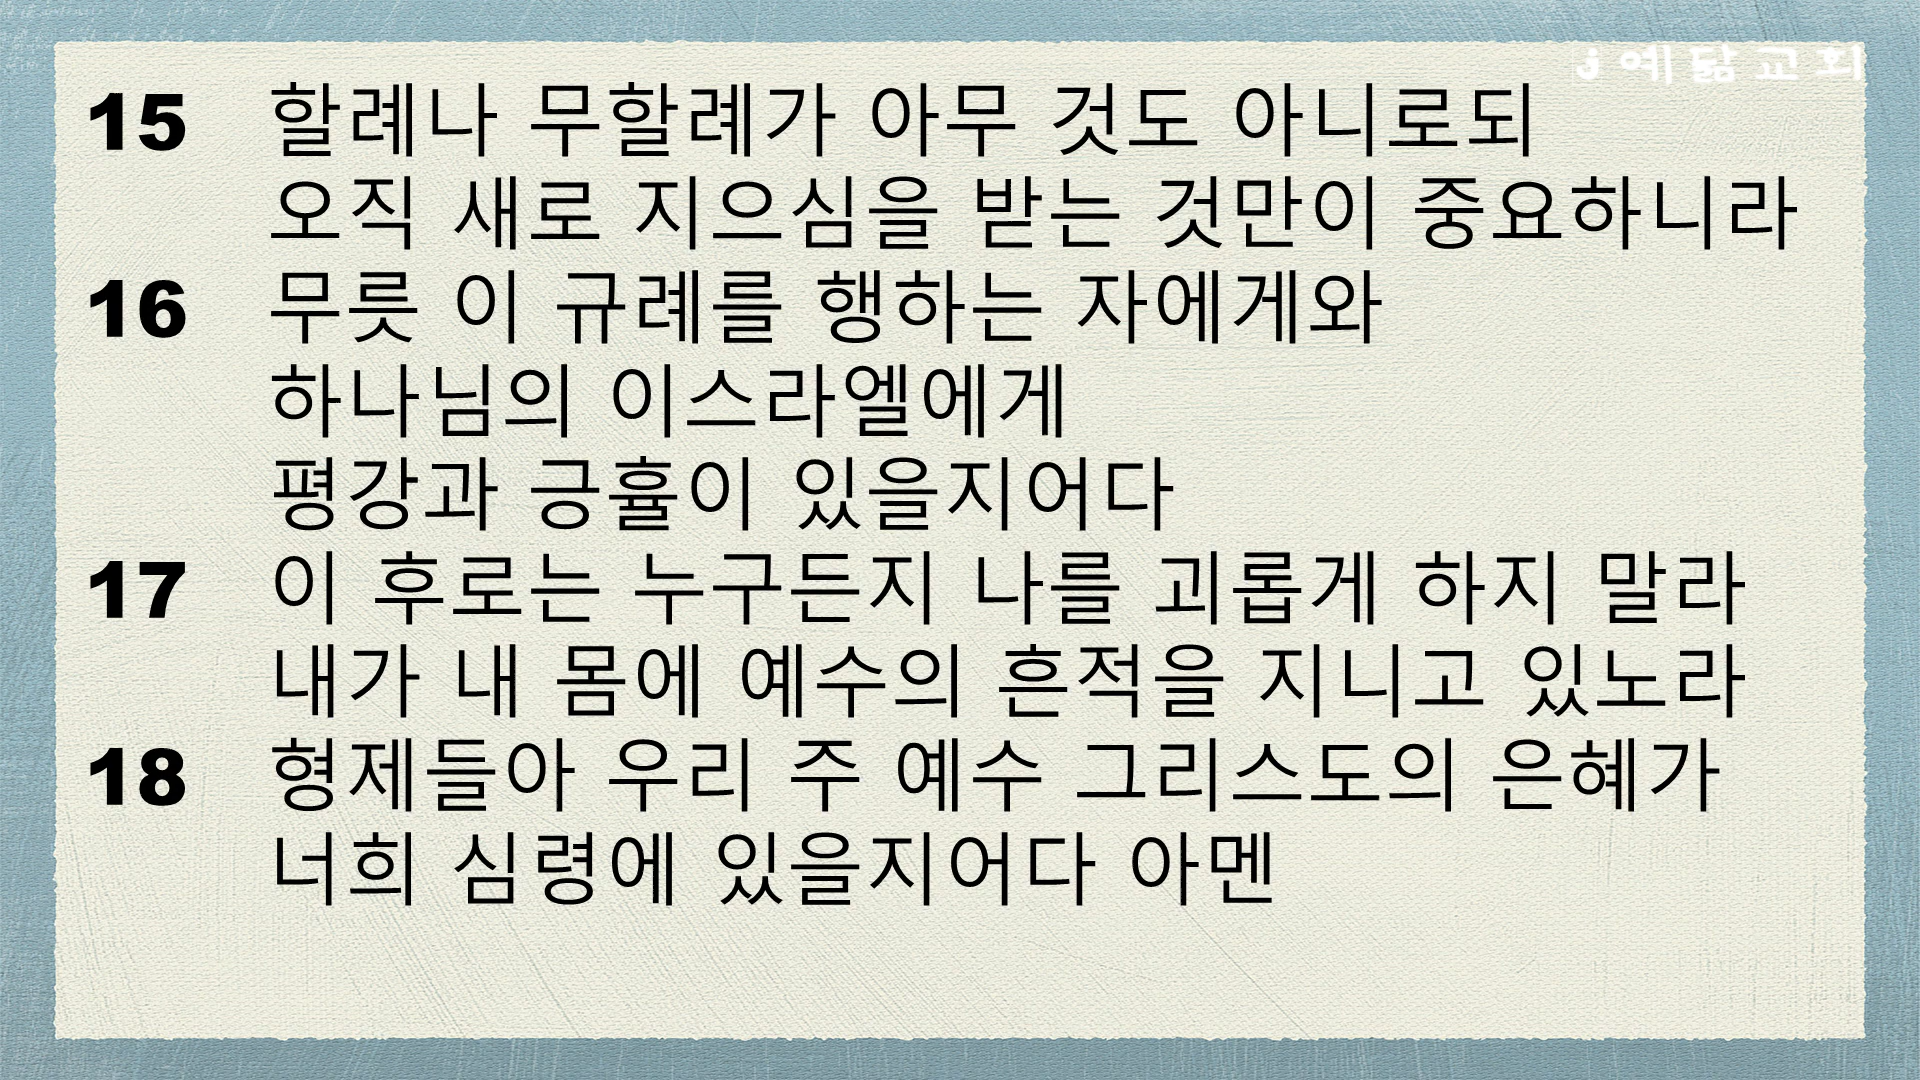 j 예닮교회
15 할례나 무할례가 아무 것도 아니로되
오직 새로 지으심을 받는 것만이 중요하니라
16 무릇 이 규례를 행하는 자에게와
하나님의 이스라엘에게
평강과 긍휼이 있을지어다
17 이 후로는 누구든지 나를 괴롭게 하지 말라
내가 내 몸에 예수의 흔적을 지니고 있노라
18 형제들아 우리 주 예수 그리스도의 은혜가
너희 심령에 있을지어다 아멘